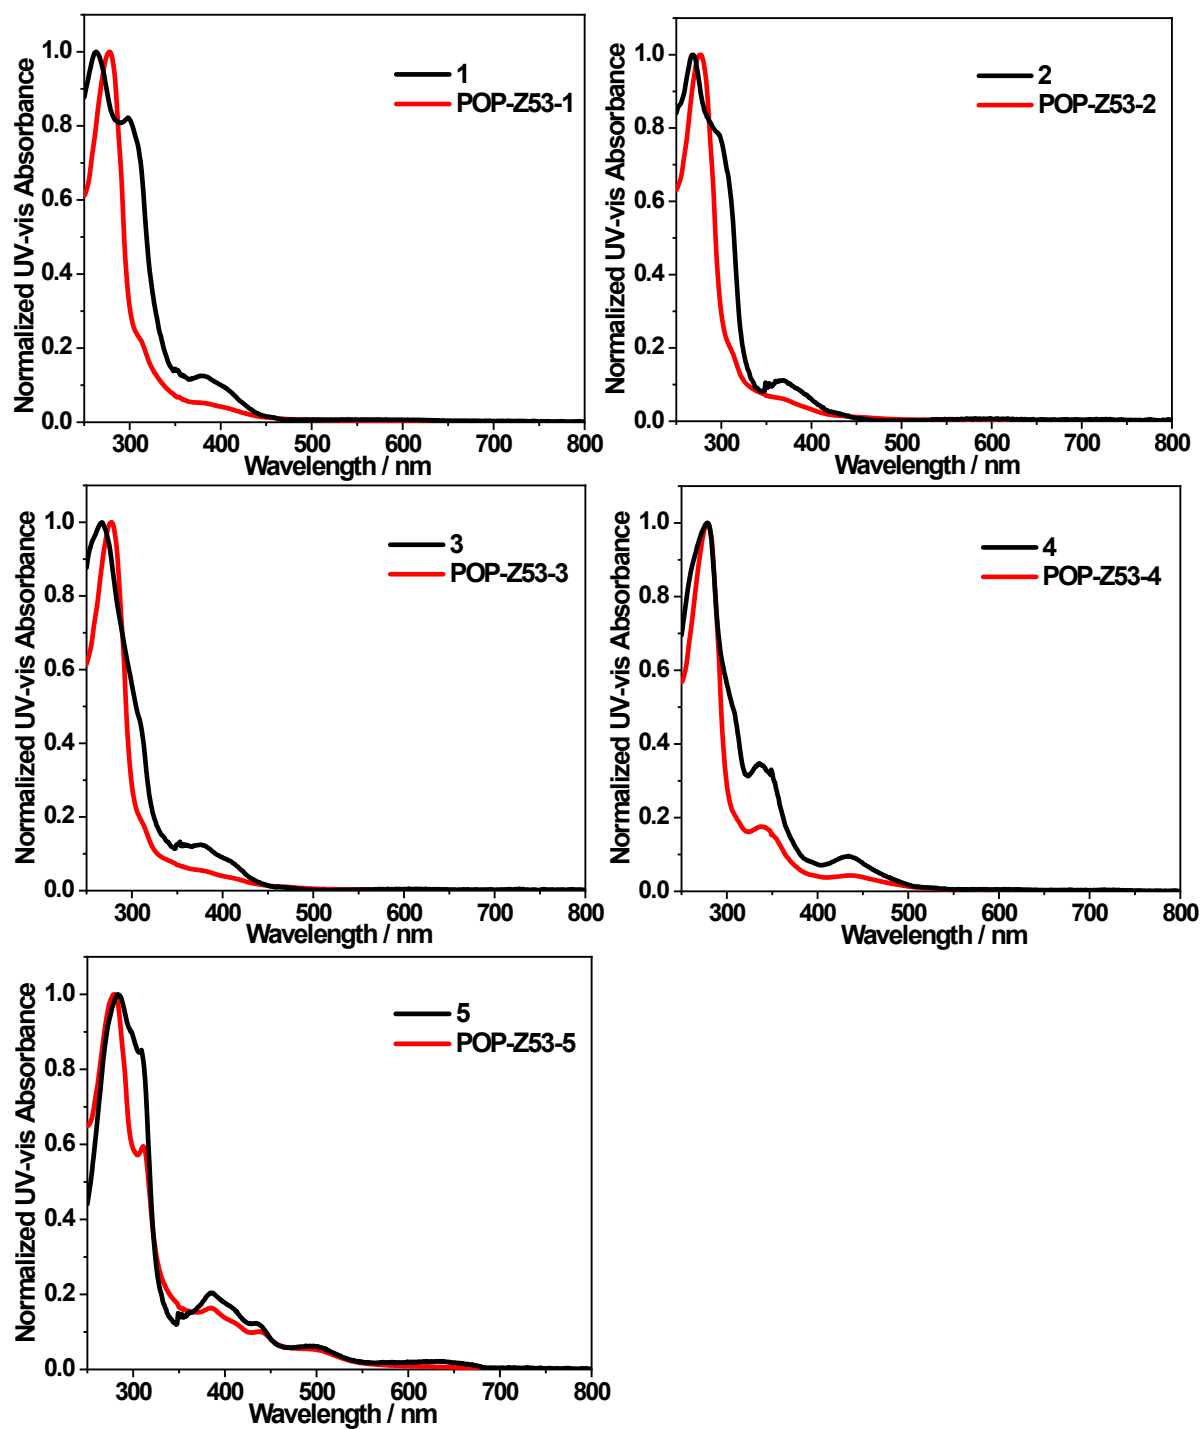 Normalized UV-vis Absorbance
1.0
0.8
0.6
0.4
0.2
0.0
1
POP-Z53-1
300 400 500 600 700 800
Wavelength / nm
Normalized UV-vis Absorbance
1.0
0.8
0.6
0.4
0.2
0.0
2
POP-Z53-2
300 400 500 600 700 800
Wavelength / nm
Normalized UV-vis Absorbance
1.0
0.8
0.6
0.4
0.2
0.0
3
POP-Z53-3
300 400 500 600 700 800
Wavelength / nm
Normalized UV-vis Absorbance
1.0
0.8
0.6
0.4
0.2
0.0
4
POP-Z53-4
300 400 500 600 700 800
Wavelength / nm
Normalized UV-vis Absorbance
1.0
0.8
0.6
0.4
0.2
0.0
5
POP-Z53-5
300 400 500 600 700 800
Wavelength / nm